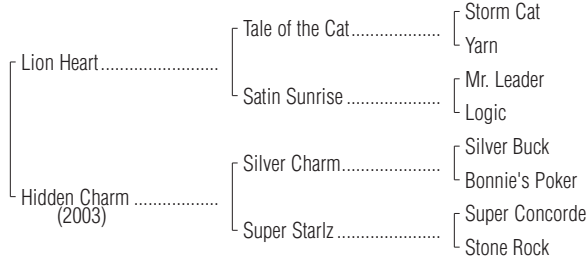 Storm Cat
Tale of the Cat....................
Yarn
Lion Heart..........................
Mr. Leader
Satin Sunrise.....................
Logic
Silver Buck
Silver Charm......................
Bonnie's Poker
Hidden Charm ..................
(2003)
Super Concorde
Super Starlz.......................
Stone Rock